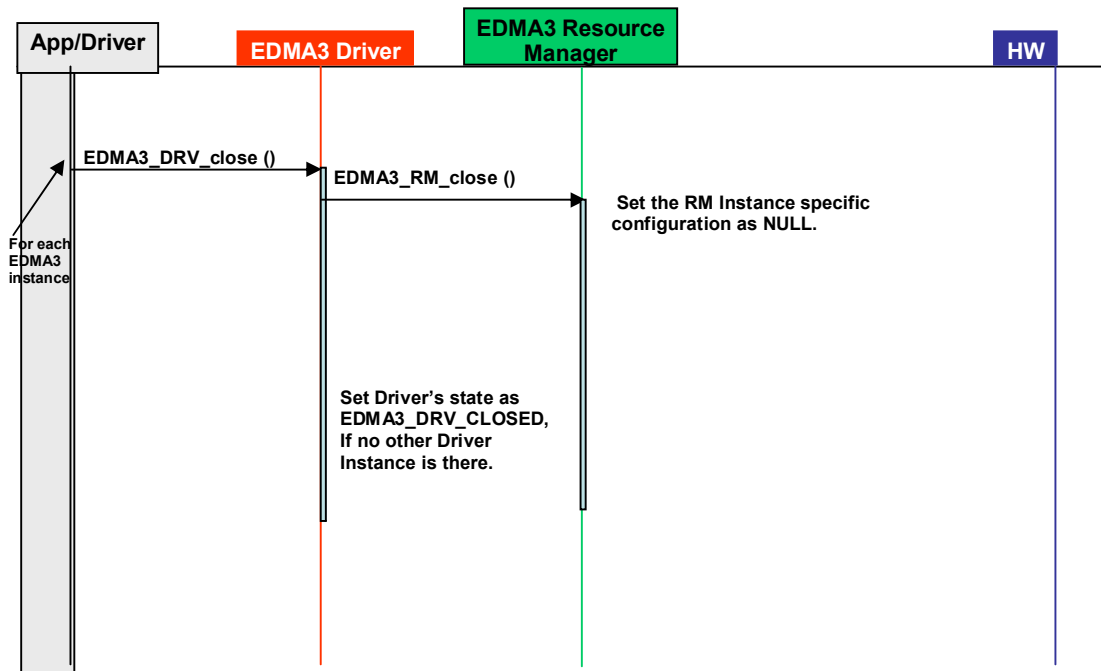 App/Driver
EDMA3 Driver
EDMA3 Resource
Manager
HW
EDMA3_DRV_close ()
EDMA3_RM_close ()
Set the RM Instance specific
configuration as NULL.
For each
EDMA3
instance
Set Driver's state as
EDMA3_DRV_CLOSED,
If no other Driver
Instance is there.